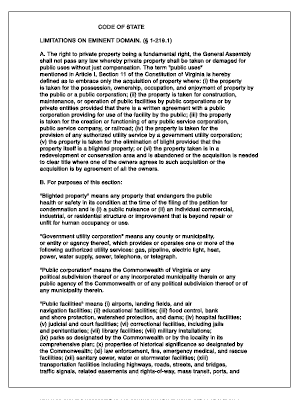 CODE OF STATE
LIMITATIONS ON EMINENT DOMAIN. (§ 1-219.1)
A. The right to private property being a fundamental right, the General Assembly
shall not pass any law whereby private property shall be taken or damaged for
public uses without just compensation. The term "public uses"
mentioned in Article I, Section 11 of the Constitution of Virginia is hereby
defined as to embrace only the acquisition of property where: (i) the property
is taken for the possession, ownership, occupation, and enjoyment of property by
the public or a public corporation; (ii) the property is taken for construction,
maintenance, or operation of public facilities by public corporations or by
private entities provided that there is a written agreement with a public
corporation providing for use of the facility by the public; (iii) the property
is taken for the creation or functioning of any public service corporation,
public service company, or railroad; (iv) the property is taken for the
provision of any authorized utility service by a government utility corporation;
(v) the property is taken for the elimination of blight provided that the
property itself is a blighted property; or (vi) the property taken is in a
redevelopment or conservation area and is abandoned or the acquisition is needed
to clear title where one of the owners agrees to such acquisition or the
acquisition is by agreement of all the owners.
B. For purposes of this section:
"Blighted property" means any property that endangers the public
health or safety in its condition at the time of the filing of the petition for
condemnation and is (i) a public nuisance or (ii) an individual commercial,
industrial, or residential structure or improvement that is beyond repair or
unfit for human occupancy or use.
"Government utility corporation" means any county or municipality,
or entity or agency thereof, which provides or operates one or more of the
following authorized utility services: gas, pipeline, electric light, heat,
power, water supply, sewer, telephone, or telegraph.
"Public corporation" means the Commonwealth of Virginia or any
political subdivision thereof or any incorporated municipality therein or any
public agency of the Commonwealth or of any political subdivision thereof or of
any municipality therein.
"Public facilities" means (i) airports, landing fields, and air
navigation facilities; (ii) educational facilities; (iii) flood control, bank
and shore protection, watershed protection, and dams; (iv) hospital facilities;
(v) judicial and court facilities; (vi) correctional facilities, including jails
and penitentiaries; (vii) library facilities; (viii) military installations;
(ix) parks so designated by the Commonwealth or by the locality in its
comprehensive plan; (x) properties of historical significance so designated by
the Commonwealth; (xi) law enforcement, fire, emergency medical, and rescue
facilities; (xii) sanitary sewer, water or stormwater facilities; (xiii)
transportation facilities including highways, roads, streets, and bridges,
traffic signals, related easements and rights-of-way, mass transit, ports, and